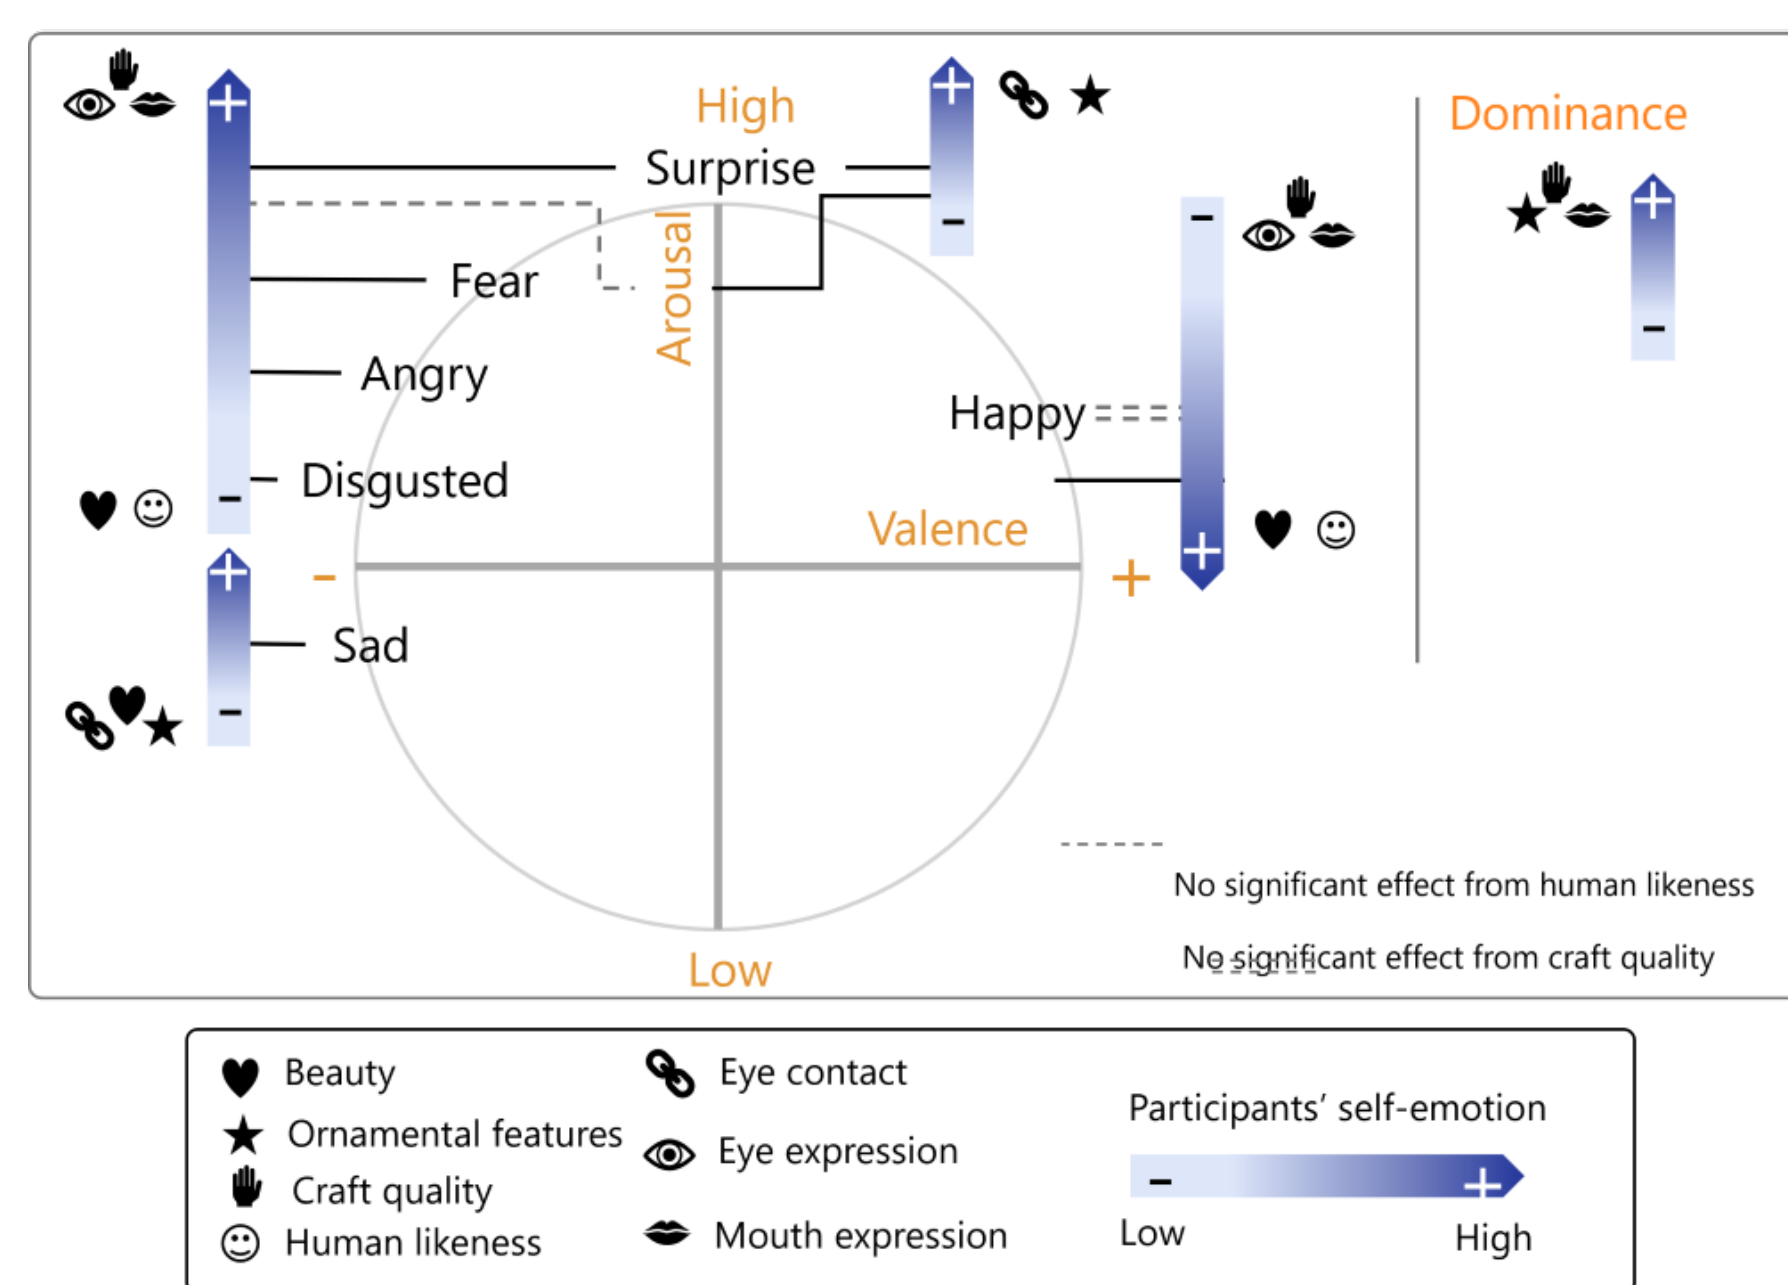 High
Dominance
+
+
+
Surprise
-
-
Arousal
Fear
-
Angry
Happy
Disgusted
-
Valence
+
+
-
+
Sad
-
No significant effect from human likeness
No significant effect from craft quality
Low
Beauty
Eye contact
Participants' self-emotion
Ornamental features
Eye expression
Craft quality
- +
Human likeness
Mouth expression
Low
High